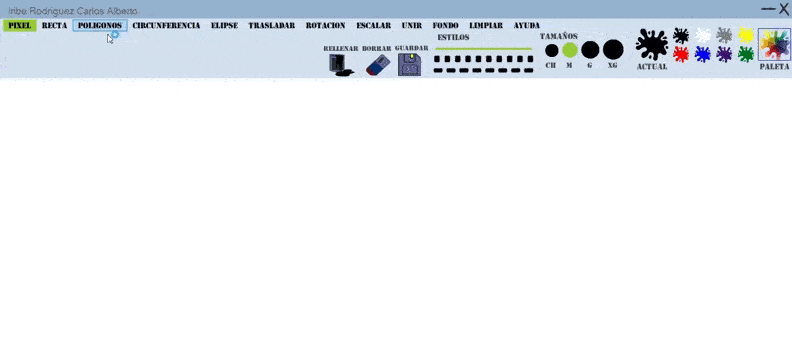 Iribe Rodriguez Carlos Alberto
PIXEL RECTA POLIGONOS CIRCUNFERENCIA ELIPSE TRASLADAR ROTACION ESCALAR UNIR FONDO LIMPIAR AYUDA
RELLENAR BORRAR GUARDAR
ESTILOS
TAMAÑOS
CH M G XG
ACTUAL
PALETA